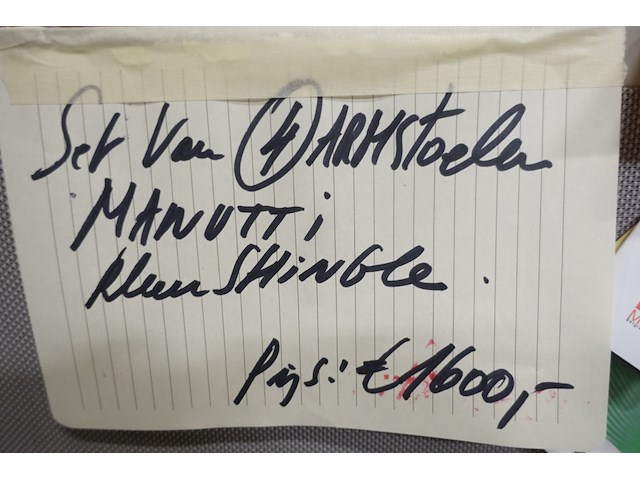 Set Van (4) ARMStoelen
MANUTTi
kleur SHiNGle.
Prijs: € 1600,-